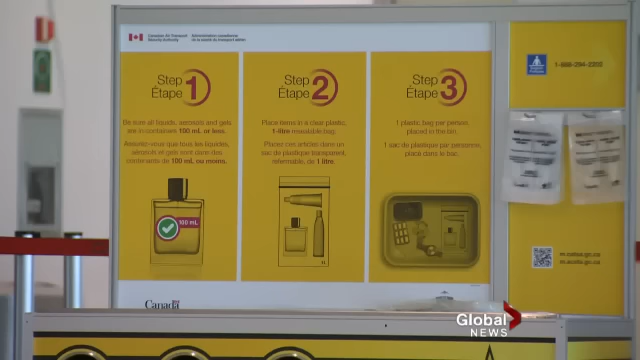 Canadian Air Transport Security Authority
Administration canadienne de la sûreté du transport aérien
Step Étape 1
Be sure all liquids, aerosols and gels
are in containers 100 mL or less.
Assurez-vous que tous les liquides,
aérosols et gels sont dans des
contenants de 100 mL ou moins.
100 mL
Step Étape 2
Place items in a clear plastic,
1-litre resealable bag.
Placez ces articles dans un
sac de plastique transparent,
refermable, de 1 litre.
1L
Step Étape 3
1 plastic bag per person,
placed in the bin.
1 sac de plastique par personne,
placé dans le bac.
Canada
1-888-294-2202
Canada
m.catsa.gc.ca
m.acsta.gc.ca
Global
NEWS